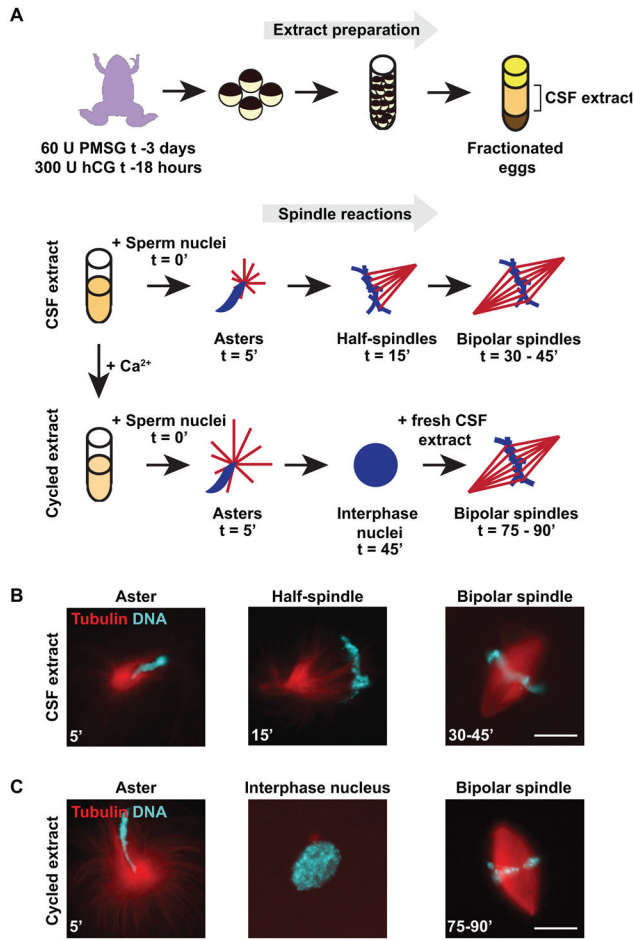 A
Extract preparation
CSF extract
60 U PMSG t -3 days
300 U hCG t -18 hours
Fractionated
eggs
Spindle reactions
CSF extract
+ Sperm nuclei
t = 0’
Asters
t = 5’
Half-spindles
t = 15’
Bipolar spindles
t = 30 - 45’
+ Ca²⁺
Cycled extract
+ Sperm nuclei
t = 0’
+ fresh CSF
extract
Asters
t = 5’
Interphase
nuclei
t = 45’
Bipolar spindles
t = 75 - 90’
B
Aster
Half-spindle
Bipolar spindle
CSF extract
Tubulin DNA
5’
15’
30-45’
C
Aster
Interphase nucleus
Bipolar spindle
Cycled extract
Tubulin DNA
5’
75-90’